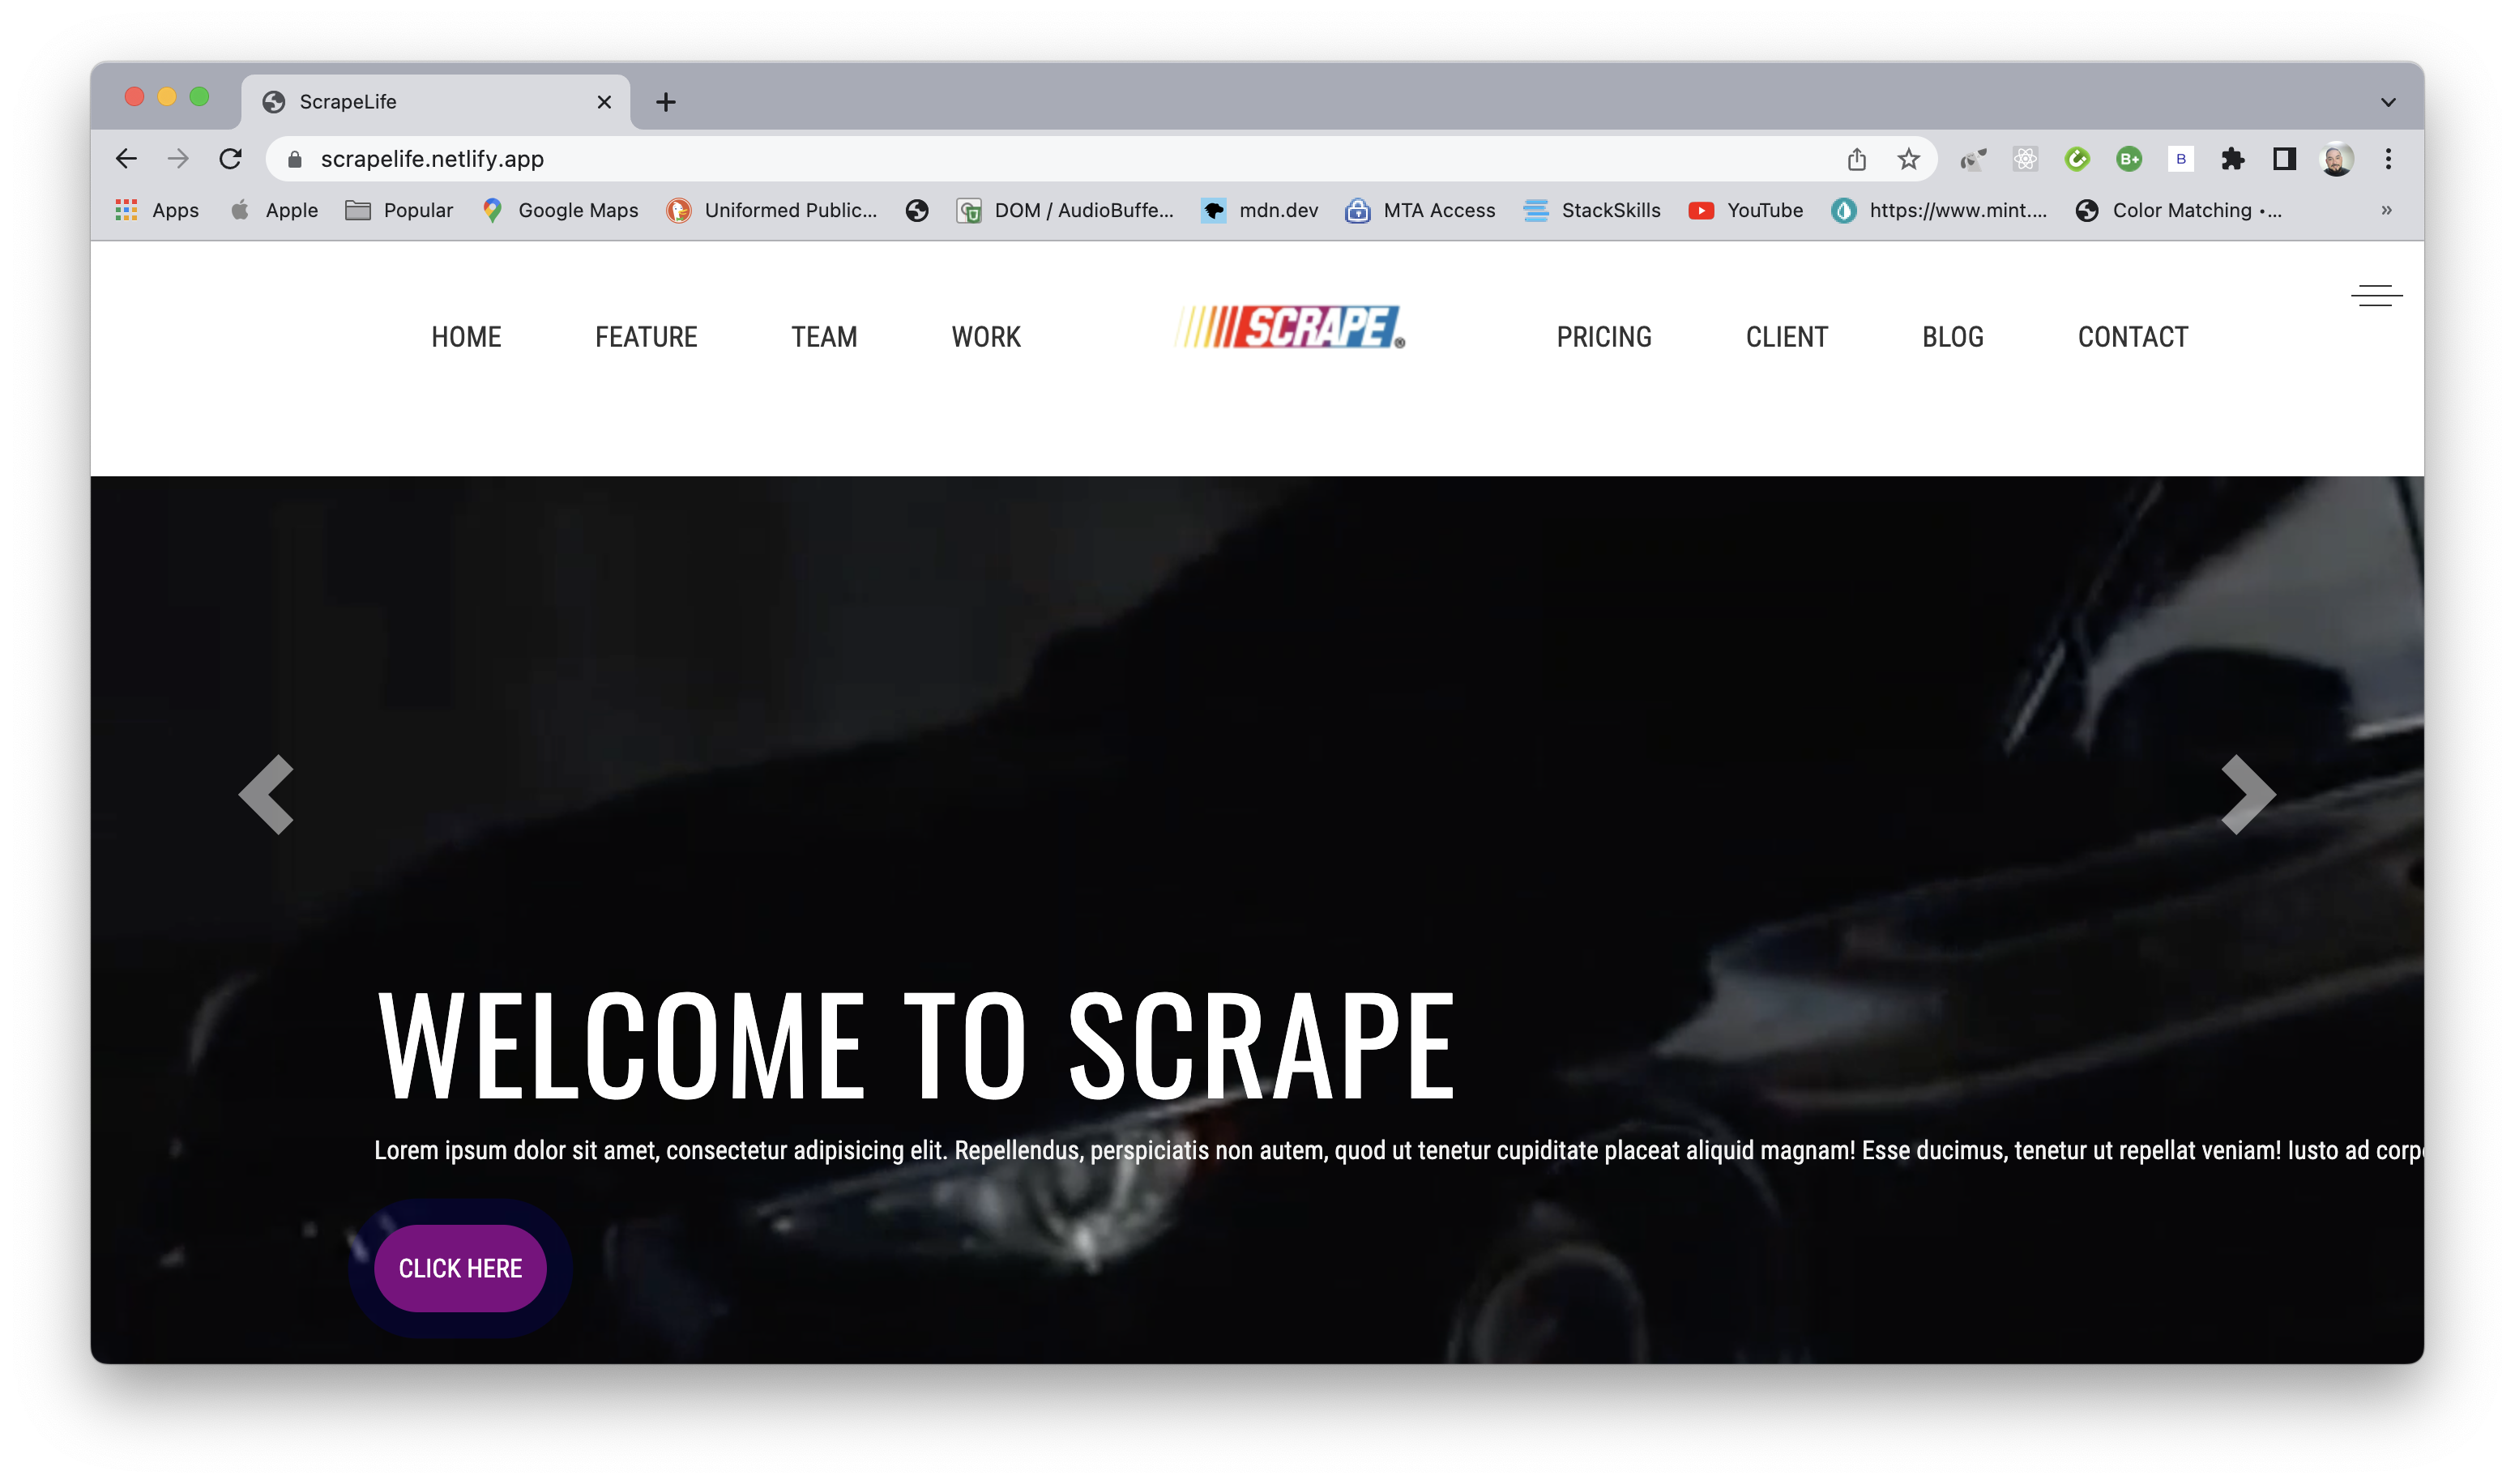 ScrapeLife
scrapelife.netlify.app
B+
B
Apps Apple Popular Google Maps Uniformed Public... DOM / AudioBuffe... mdn.dev MTA Access StackSkills YouTube https://www.mint.... Color Matching •... »
HOME FEATURE TEAM WORK SCRAPE® PRICING CLIENT BLOG CONTACT
WELCOME TO SCRAPE
Lorem ipsum dolor sit amet, consectetur adipisicing elit. Repellendus, perspiciatis non autem, quod ut tenetur cupiditate placeat aliquid magnam! Esse ducimus, tenetur ut repellat veniam! Iusto ad corp
CLICK HERE